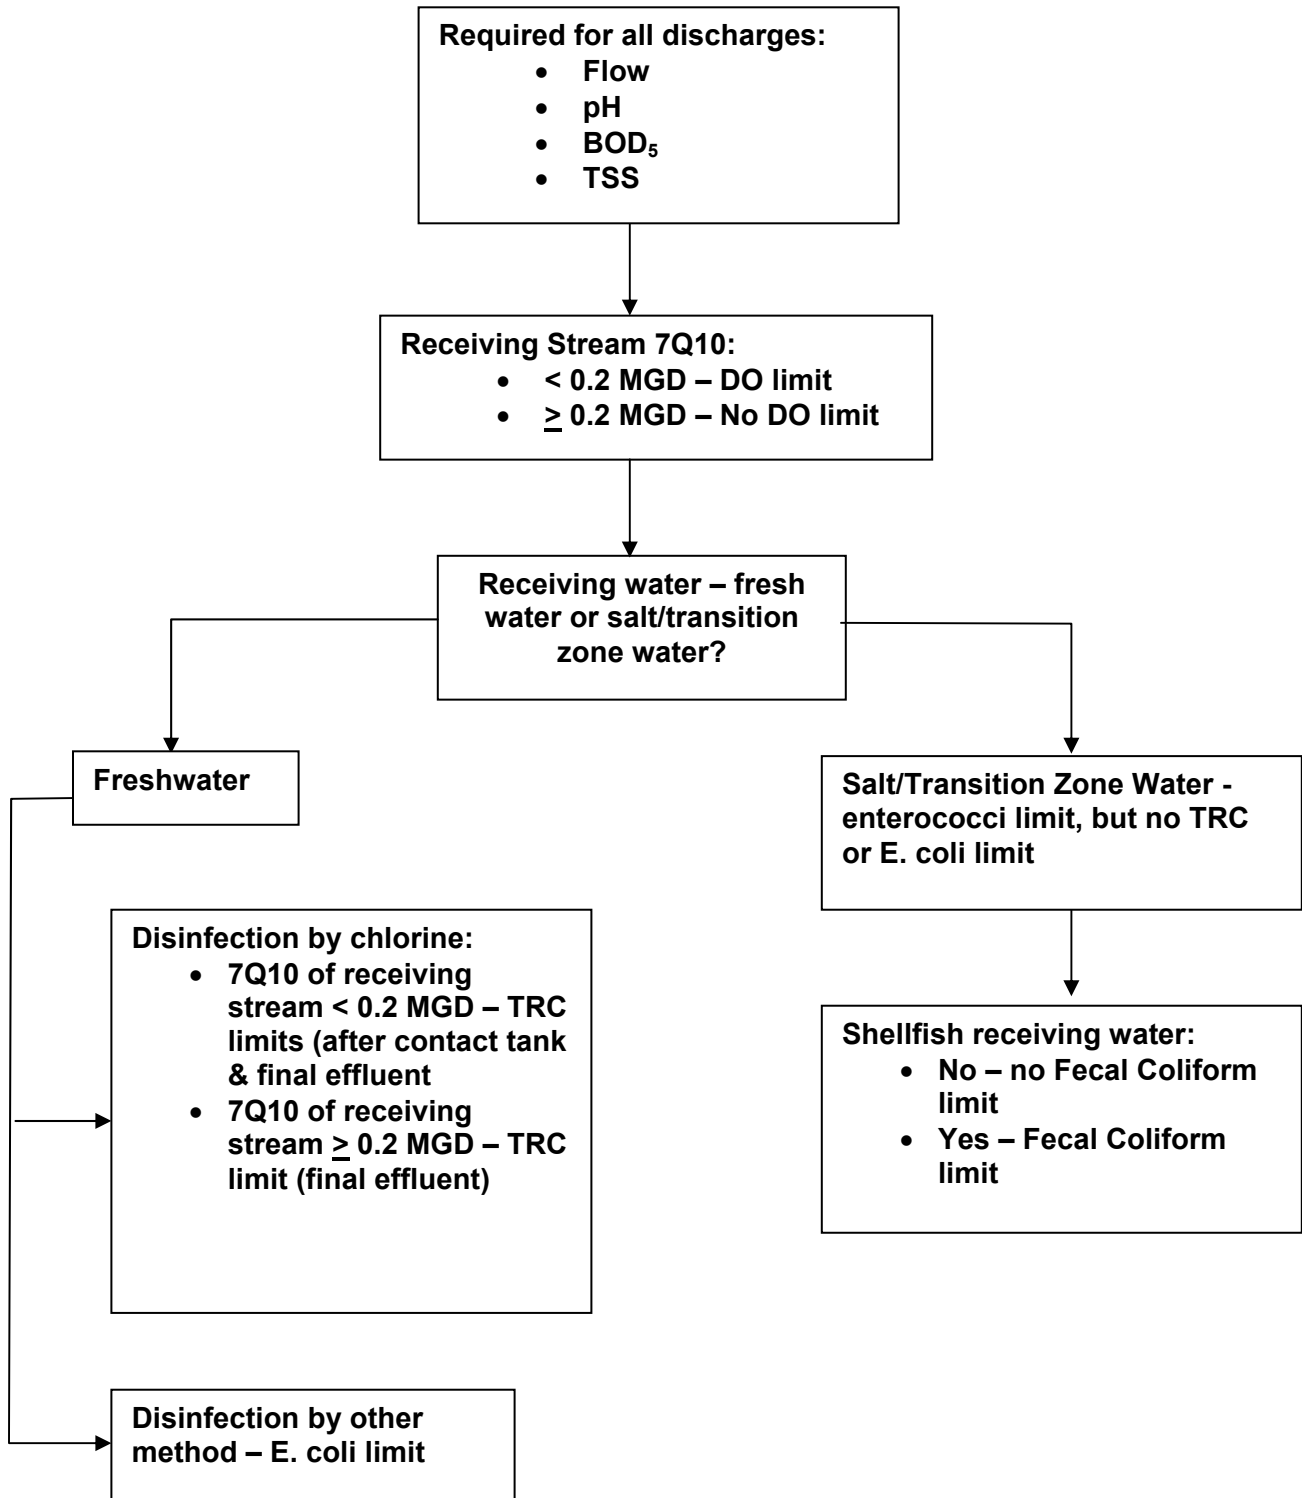 Required for all discharges:
• Flow
• pH
• BOD₅
• TSS
Receiving Stream 7Q10:
• < 0.2 MGD – DO limit
• ≥ 0.2 MGD – No DO limit
Receiving water – fresh
water or salt/transition
zone water?
Freshwater
Salt/Transition Zone Water -
enterococci limit, but no TRC
or E. coli limit
Disinfection by chlorine:
• 7Q10 of receiving
stream < 0.2 MGD – TRC
limits (after contact tank
& final effluent
• 7Q10 of receiving
stream ≥ 0.2 MGD – TRC
limit (final effluent)
Shellfish receiving water:
• No – no Fecal Coliform
limit
• Yes – Fecal Coliform
limit
Disinfection by other
method – E. coli limit